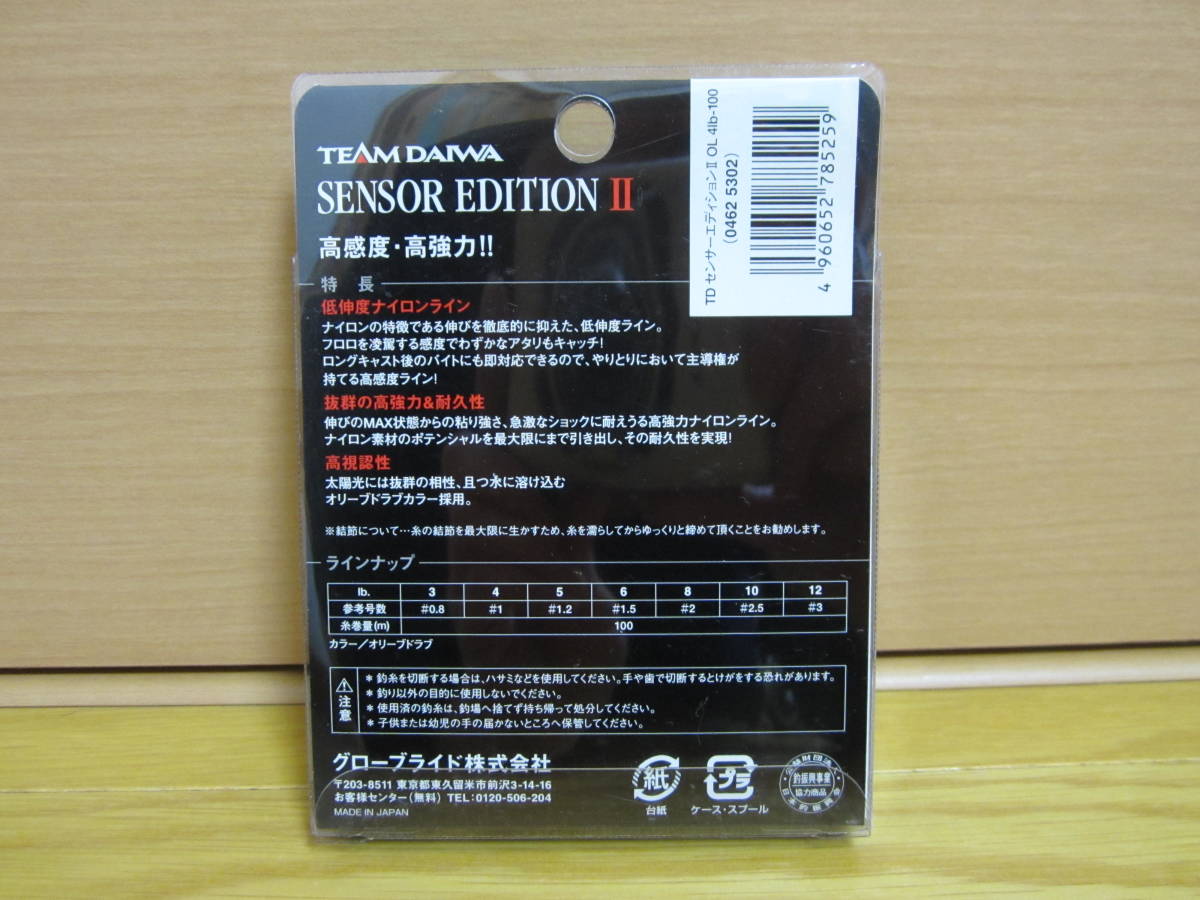 TEAM DAIWA
SENSOR EDITION II
高感度・高強力!!
特長
低伸度ナイロンライン
ナイロンの特徴である伸びを徹底的に抑えた、低伸度ライン。
フロロを凌駕する感度でわずかなアタリもキャッチ!
ロングキャスト後のバイトにも即対応できるので、やりとりにおいて主導権が
持てる高感度ライン!
抜群の高強力&耐久性
伸びのMAX状態からの粘り強さ、急激なショックに耐えうる高強力ナイロンライン。
ナイロン素材のポテンシャルを最大限にまで引き出し、その耐久性を実現!
高視認性
太陽光には抜群の相性、且つ水に溶け込む
オリーブドラブカラー採用。
※結節について…糸の結節を最大限に生かすため、糸を濡らしてからゆっくりと締めて頂くことをお勧めします。
ラインナップ
lb. 3 4 5 6 8 10 12
参考号数 #0.8 #1 #1.2 #1.5 #2 #2.5 #3
糸巻量(m) 100
カラー/オリーブドラブ
注意
*釣糸を切断する場合は、ハサミなどを使用してください。手や歯で切断するとけがをする恐れがあります。
*釣り以外の目的に使用しないでください。
*使用済の釣糸は、釣場へ捨てず持ち帰って処分してください。
*子供または幼児の手の届かないところへ保管してください。
グローブライド株式会社
〒203-8511 東京都東久留米市前沢3-14-16
お客様センター(無料) TEL:0120-506-204
MADE IN JAPAN
紙
台紙
プラ
ケース・スプール
公益財団法人
釣振興事業
協力商品
日本釣振興会
TD センサーエディションII OL 4lb-100
(0462 5302)
4 960652 785259